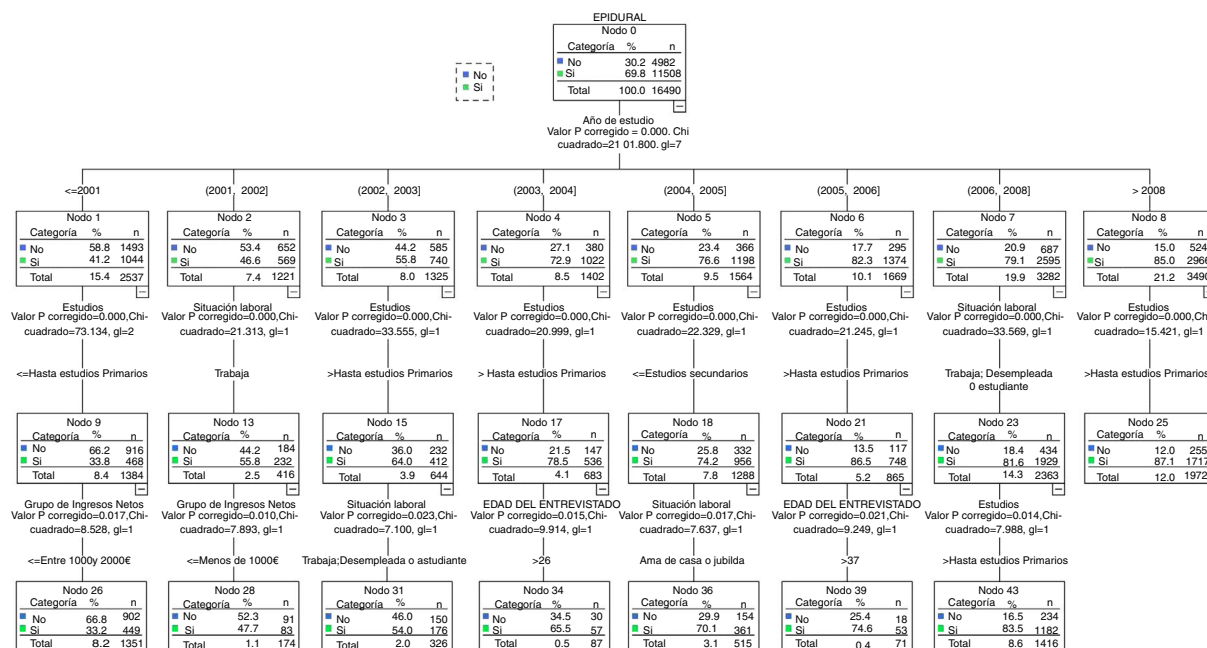 EPIDURAL
Nodo 0
Categoría % n
No 30.2 4982
Si 69.8 11508
Total 100.0 16490
No
Si
Año de estudio
Valor P corregido = 0.000. Chi
cuadrado=21 01.800. gl=7
<=2001
(2001, 2002]
(2002, 2003]
(2003, 2004]
(2004, 2005]
(2005, 2006]
(2006, 2008]
> 2008
Nodo 1
Categoría % n
No 58.8 1493
Si 41.2 1044
Total 15.4 2537
Estudios
Valor P corregido=0.000,Chi-
cuadrado=73.134, gl=2
Nodo 2
Categoría % n
No 53.4 652
Si 46.6 569
Total 7.4 1221
Situación laboral
Valor P corregido=0.000,Chi-
cuadrado=21.313, gl=1
Nodo 3
Categoría % n
No 44.2 585
Si 55.8 740
Total 8.0 1325
Estudios
Valor P corregido=0.000,Chi-
cuadrado=33.555, gl=1
Nodo 4
Categoría % n
No 27.1 380
Si 72.9 1022
Total 8.5 1402
Estudios
Valor P corregido=0.000,Chi-
cuadrado=20.999, gl=1
Nodo 5
Categoría % n
No 23.4 366
Si 76.6 1198
Total 9.5 1564
Estudios
Valor P corregido=0.000,Chi-
cuadrado=22.329, gl=1
Nodo 6
Categoría % n
No 17.7 295
Si 82.3 1374
Total 10.1 1669
Estudios
Valor P corregido=0.000,Chi-
cuadrado=21.245, gl=1
Nodo 7
Categoría % n
No 20.9 687
Si 79.1 2595
Total 19.9 3282
Situación laboral
Valor P corregido=0.000,Chi-
cuadrado=33.569, gl=1
Nodo 8
Categoría % n
No 15.0 524
Si 85.0 2966
Total 21.2 3490
Estudios
Valor P corregido=0.000,Chi-
cuadrado=15.421, gl=1
<=Hasta estudios Primarios
Trabaja
>Hasta estudios Primarios
> Hasta estudios Primarios
<=Estudios secundarios
>Hasta estudios Primarios
Trabaja; Desempleada
0 estudiante
>Hasta estudios Primarios
Nodo 9
Categoría % n
No 66.2 916
Si 33.8 468
Total 8.4 1384
Grupo de Ingresos Netos
Valor P corregido=0.017,Chi-
cuadrado=8.528, gl=1
Nodo 13
Categoría % n
No 44.2 184
Si 55.8 232
Total 2.5 416
Grupo de Ingresos Netos
Valor P corregido=0.010,Chi-
cuadrado=7.893, gl=1
Nodo 15
Categoría % n
No 36.0 232
Si 64.0 412
Total 3.9 644
Situación laboral
Valor P corregido=0.023,Chi-
cuadrado=7.100, gl=1
Nodo 17
Categoría % n
No 21.5 147
Si 78.5 536
Total 4.1 683
EDAD DEL ENTREVISTADO
Valor P corregido=0.015,Chi-
cuadrado=9.914, gl=1
Nodo 18
Categoría % n
No 25.8 332
Si 74.2 956
Total 7.8 1288
Situación laboral
Valor P corregido=0.017,Chi-
cuadrado=7.637, gl=1
Nodo 21
Categoría % n
No 13.5 117
Si 86.5 748
Total 5.2 865
EDAD DEL ENTREVISTADO
Valor P corregido=0.021,Chi-
cuadrado=9.249, gl=1
Nodo 23
Categoría % n
No 18.4 434
Si 81.6 1929
Total 14.3 2363
Estudios
Valor P corregido=0.014,Chi-
cuadrado=7.988, gl=1
Nodo 25
Categoría % n
No 12.0 255
Si 87.1 1717
Total 12.0 1972
<=Entre 1000y 2000€
<=Menos de 1000€
Trabaja;Desempleada o astudiante
>26
Ama de casa o jubilda
>37
>Hasta estudios Primarios
Nodo 26
Categoría % n
No 66.8 902
Si 33.2 449
Total 8.2 1351
Nodo 28
Categoría % n
No 52.3 91
Si 47.7 83
Total 1.1 174
Nodo 31
Categoría % n
No 46.0 150
Si 54.0 176
Total 2.0 326
Nodo 34
Categoría % n
No 34.5 30
Si 65.5 57
Total 0.5 87
Nodo 36
Categoría % n
No 29.9 154
Si 70.1 361
Total 3.1 515
Nodo 39
Categoría % n
No 25.4 18
Si 74.6 53
Total 0.4 71
Nodo 43
Categoría % n
No 16.5 234
Si 83.5 1182
Total 8.6 1416